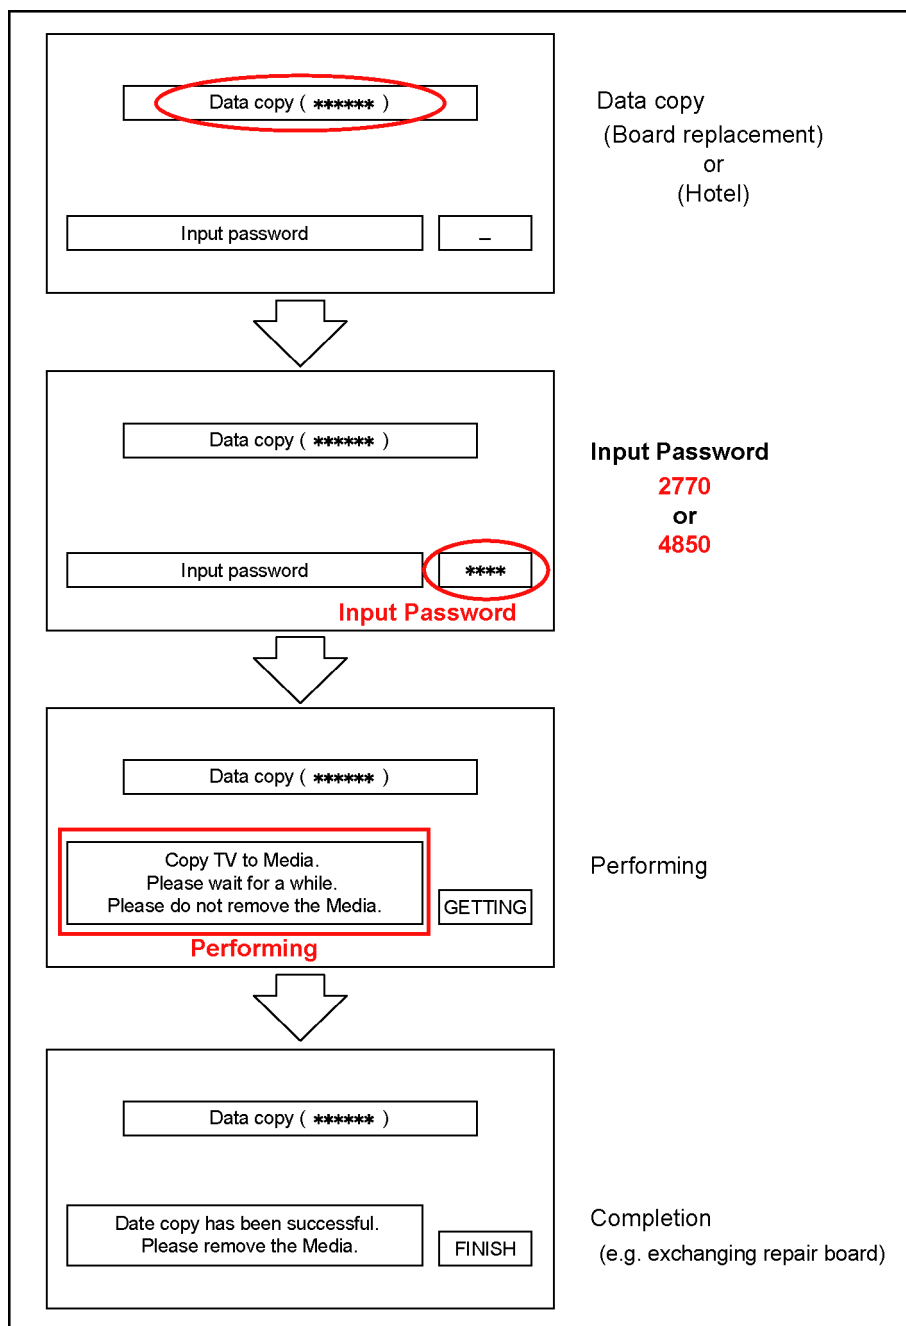 Data copy ( ****** )
Data copy
(Board replacement)
or
(Hotel)
Input password
_
Data copy ( ****** )
Input Password
2770
or
4850
Input password
****
Input Password
Data copy ( ****** )
Copy TV to Media.
Please wait for a while.
Please do not remove the Media.
GETTING
Performing
Performing
Data copy ( ****** )
Date copy has been successful.
Please remove the Media.
FINISH
Completion
(e.g. exchanging repair board)